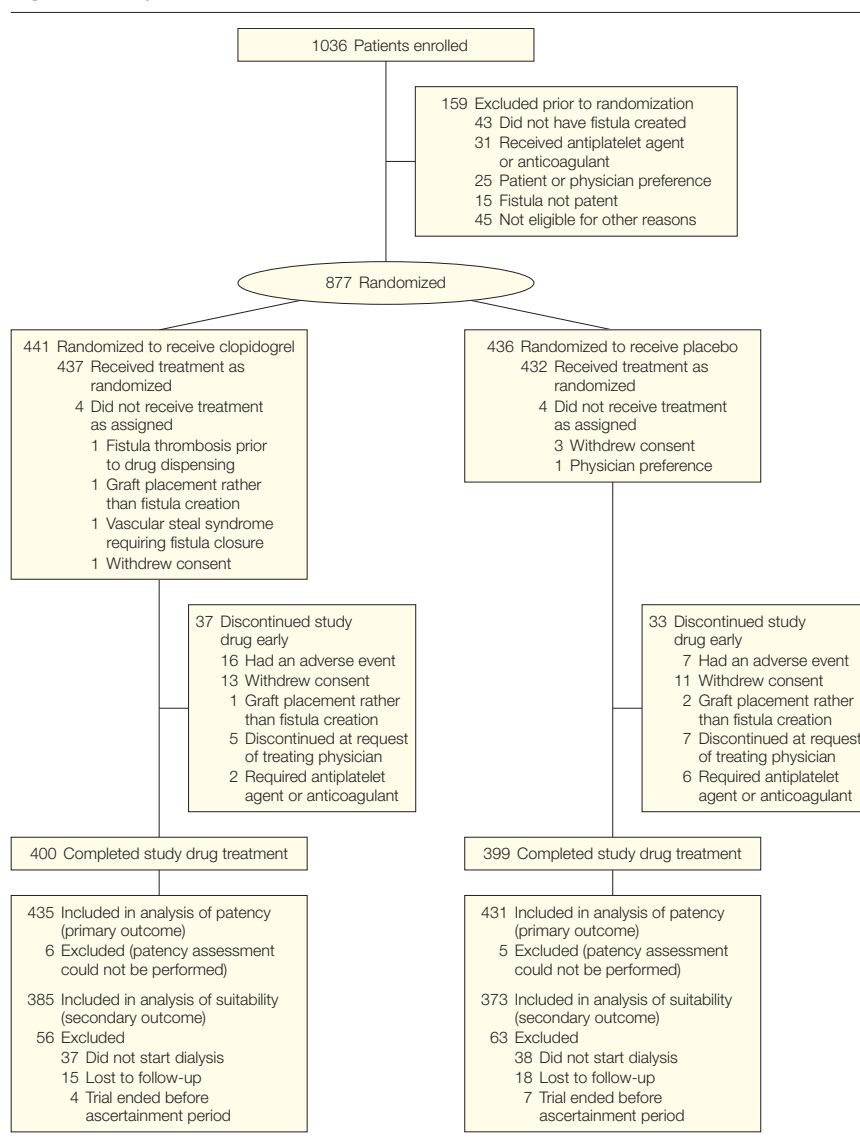 1036 Patients enrolled
159 Excluded prior to randomization
43 Did not have fistula created
31 Received antiplatelet agent
or anticoagulant
25 Patient or physician preference
15 Fistula not patent
45 Not eligible for other reasons
877 Randomized
441 Randomized to receive clopidogrel
437 Received treatment as
randomized
4 Did not receive treatment
as assigned
1 Fistula thrombosis prior
to drug dispensing
1 Graft placement rather
than fistula creation
1 Vascular steal syndrome
requiring fistula closure
1 Withdrew consent
436 Randomized to receive placebo
432 Received treatment as
randomized
4 Did not receive treatment
as assigned
3 Withdrew consent
1 Physician preference
37 Discontinued study
drug early
16 Had an adverse event
13 Withdrew consent
1 Graft placement rather
than fistula creation
5 Discontinued at request
of treating physician
2 Required antiplatelet
agent or anticoagulant
33 Discontinued study
drug early
7 Had an adverse event
11 Withdrew consent
2 Graft placement rather
than fistula creation
7 Discontinued at request
of treating physician
6 Required antiplatelet
agent or anticoagulant
400 Completed study drug treatment
399 Completed study drug treatment
435 Included in analysis of patency
(primary outcome)
6 Excluded (patency assessment
could not be performed)
385 Included in analysis of suitability
(secondary outcome)
56 Excluded
37 Did not start dialysis
15 Lost to follow-up
4 Trial ended before
ascertainment period
431 Included in analysis of patency
(primary outcome)
5 Excluded (patency assessment
could not be performed)
373 Included in analysis of suitability
(secondary outcome)
63 Excluded
38 Did not start dialysis
18 Lost to follow-up
7 Trial ended before
ascertainment period